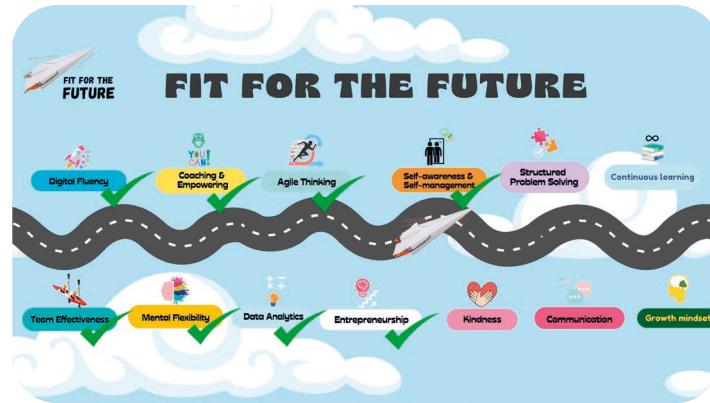 FIT FOR THE
FUTURE
FIT FOR THE FUTURE
YOU
CAN!
Digital Fluency
Coaching &
Empowering
Agile Thinking
Self-awareness &
Self-management
Structured
Problem Solving
Continuous learning
Team Effectiveness
Mental Flexibility
Data Analytics
Entrepreneurship
Kindness
Communication
Growth mindset